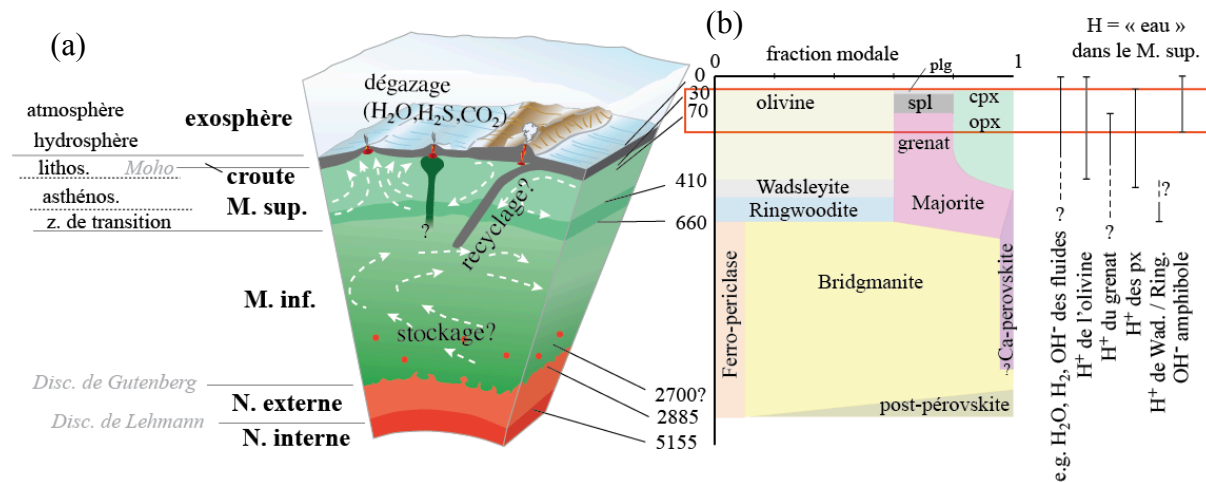 (a)
dégazage
(H₂O,H₂S,CO₂)
atmosphère
exosphère
hydrosphère
lithos.
Moho
croute
asthénos.
M. sup.
z. de transition
?
recyclage?
M. inf.
stockage?
Disc. de Gutenberg
N. externe
Disc. de Lehmann
N. interne
0
30
70
410
660
2700?
2885
5155
(b)
fraction modale
0
1
plg
olivine
spl
cpx
opx
grenat
Wadsleyite
Ringwoodite
Majorite
Bridgmanite
Ferro-periclase
Ca-perovskite
?
post-pérovskite
H = « eau »
dans le M. sup.
?
?
?
e.g. H₂O, H₂, OH⁻ des fluides
H⁺ de l'olivine
H⁺ du grenat
H⁺ des px
H⁺ de Wad. / Ring.
OH⁻ amphibole